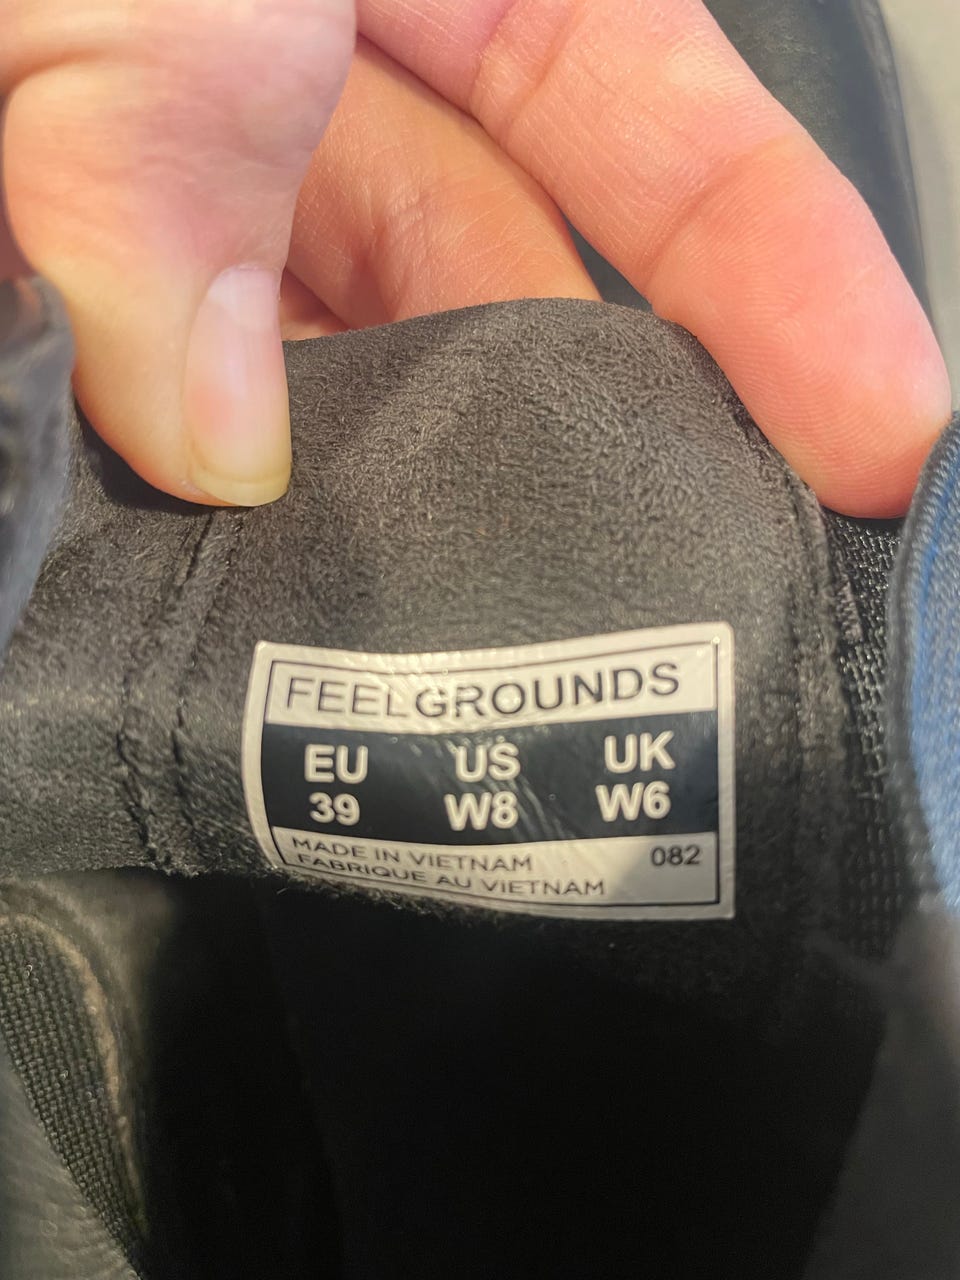 FEELGROUNDS
EU US UK
39 W8 W6
MADE IN VIETNAM 082
FABRIQUE AU VIETNAM